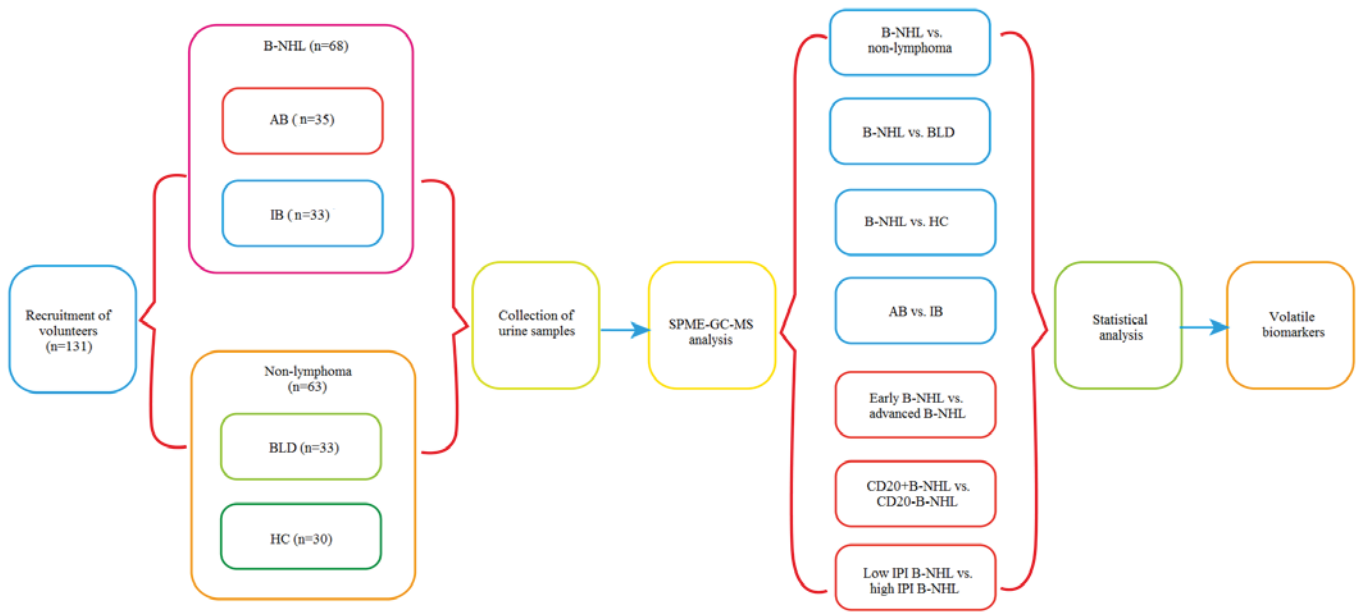 Recruitment of
volunteers
(n=131)
B-NHL (n=68)
AB ( n=35)
IB ( n=33)
Non-lymphoma
(n=63)
BLD (n=33)
HC (n=30)
Collection of
urine samples
SPME-GC-MS
analysis
B-NHL vs.
non-lymphoma
B-NHL vs. BLD
B-NHL vs. HC
AB vs. IB
Early B-NHL vs.
advanced B-NHL
CD20+B-NHL vs.
CD20-B-NHL
Low IPI B-NHL vs.
high IPI B-NHL
Statistical
analysis
Volatile
biomarkers